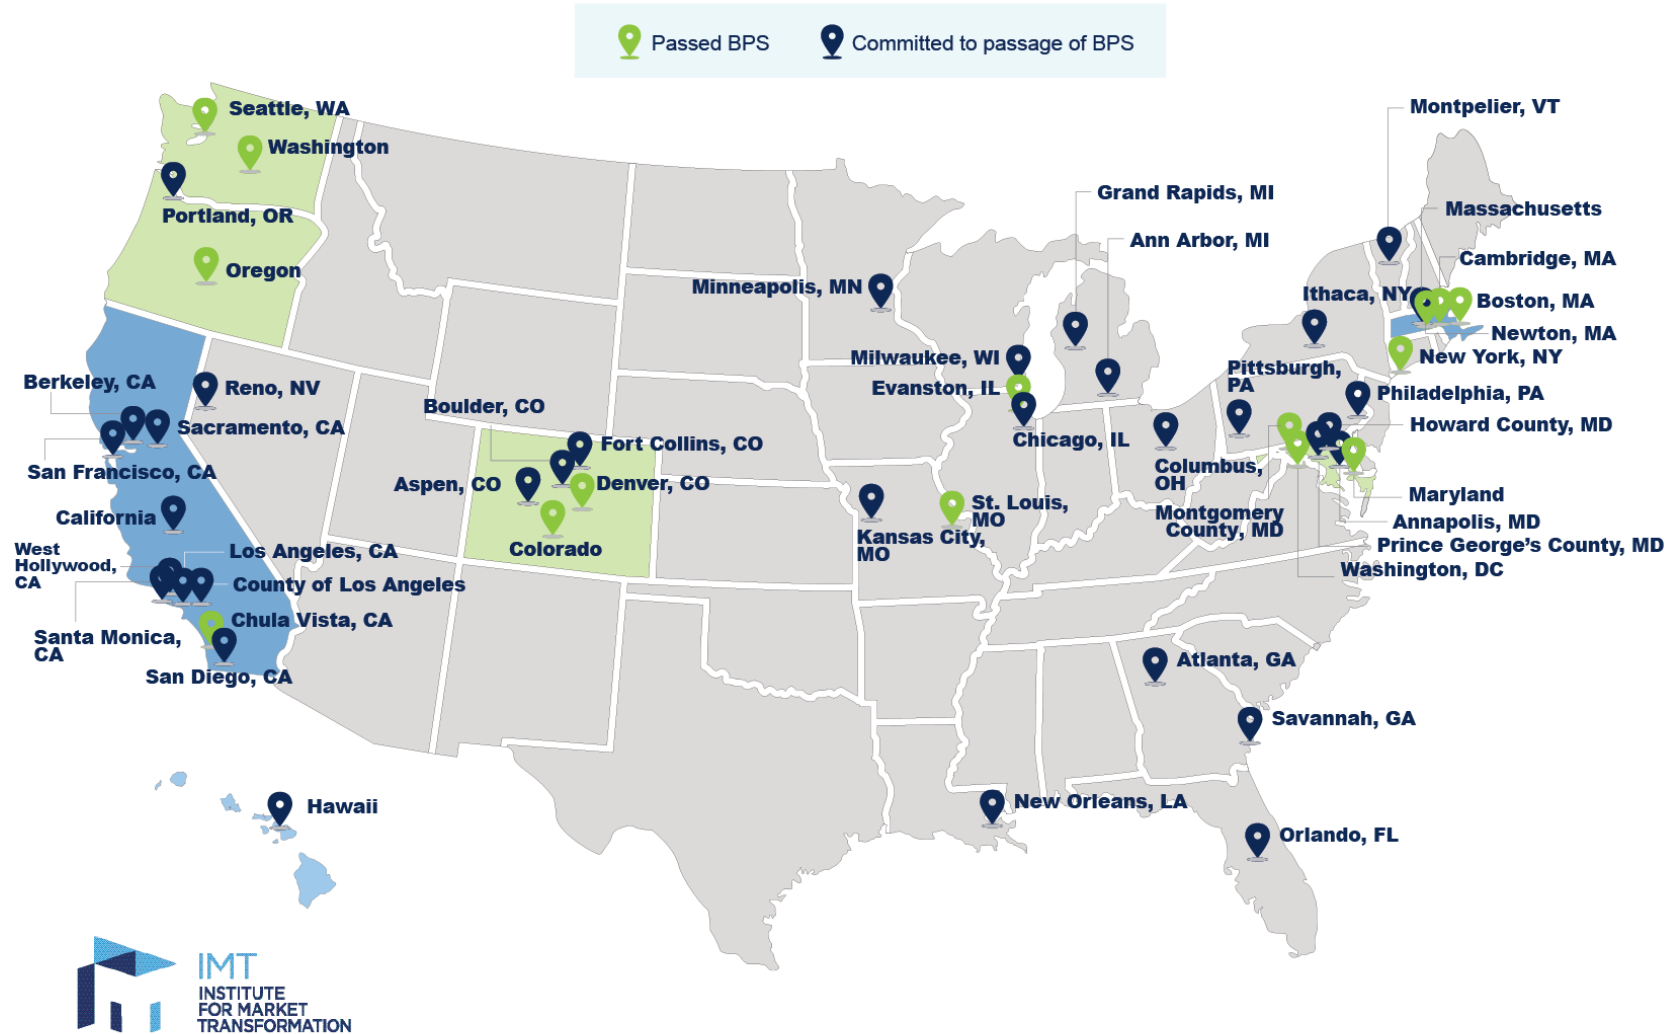 Passed BPS
Committed to passage of BPS
Seattle, WA
Washington
Portland, OR
Oregon
Berkeley, CA
Reno, NV
Sacramento, CA
San Francisco, CA
California
West
Hollywood,
CA
Los Angeles, CA
County of Los Angeles
Chula Vista, CA
Santa Monica,
CA
San Diego, CA
Hawaii
Boulder, CO
Fort Collins, CO
Aspen, CO
Denver, CO
Colorado
Minneapolis, MN
Milwaukee, WI
Evanston, IL
Chicago, IL
Grand Rapids, MI
Ann Arbor, MI
St. Louis,
MO
Kansas City,
MO
Columbus,
OH
Montgomery
County, MD
Pittsburgh,
PA
Ithaca, NY
Montpelier, VT
Massachusetts
Cambridge, MA
Boston, MA
Newton, MA
New York, NY
Philadelphia, PA
Howard County, MD
Maryland
Annapolis, MD
Prince George's County, MD
Washington, DC
Atlanta, GA
Savannah, GA
New Orleans, LA
Orlando, FL
IMT
INSTITUTE
FOR MARKET
TRANSFORMATION